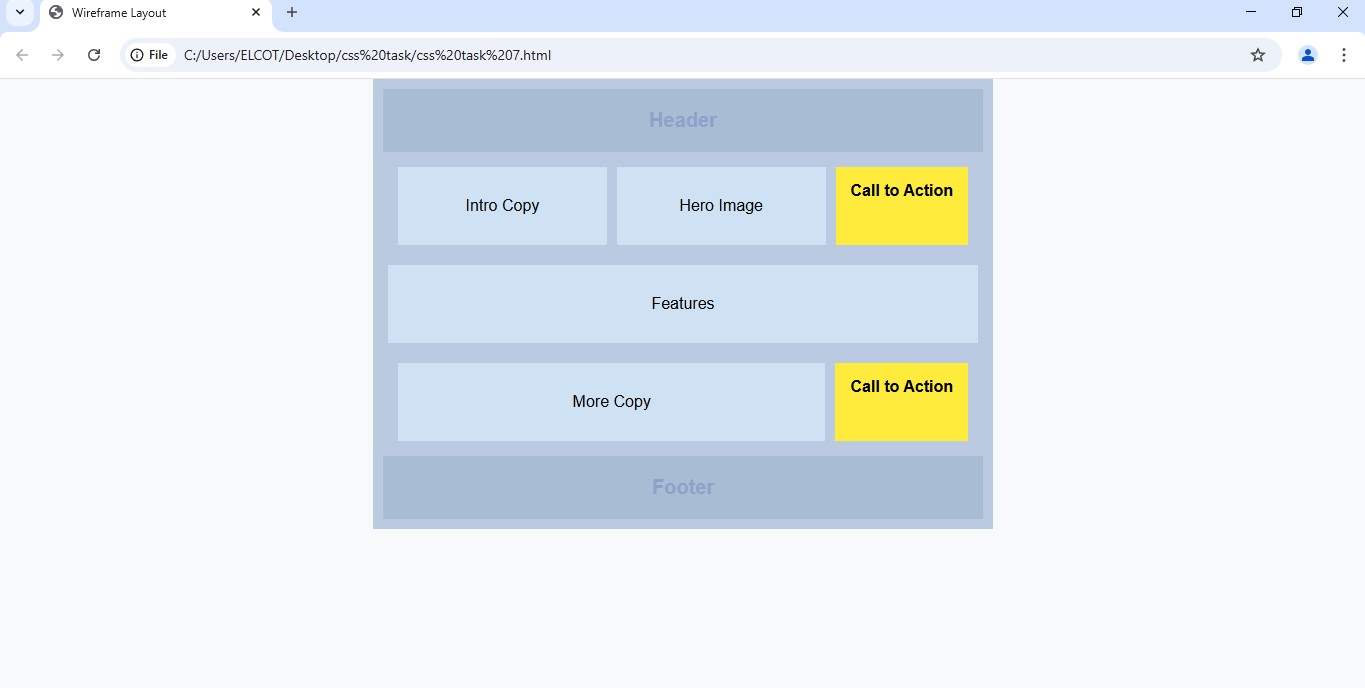 Wireframe Layout
File C:/Users/ELCOT/Desktop/css%20task/css%20task%207.html
Header
Intro Copy
Hero Image
Call to Action
Features
More Copy
Call to Action
Footer